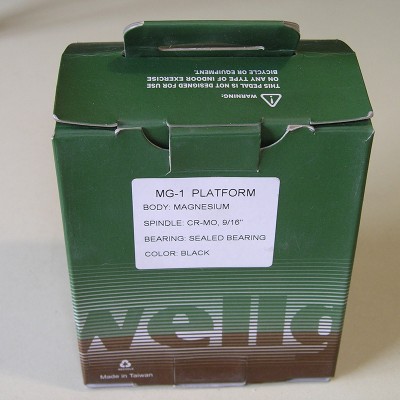 WARNING:
THIS PEDAL IS NOT DESIGNED FOR USE
ON ANY TYPE OF INDOOR EXERCISE
BICYCLE OR EQUIPMENT.
MG-1 PLATFORM
BODY: MAGNESIUM
SPINDLE: CR-MO, 9/16"
BEARING: SEALED BEARING
COLOR: BLACK
wellg
Made in Taiwan